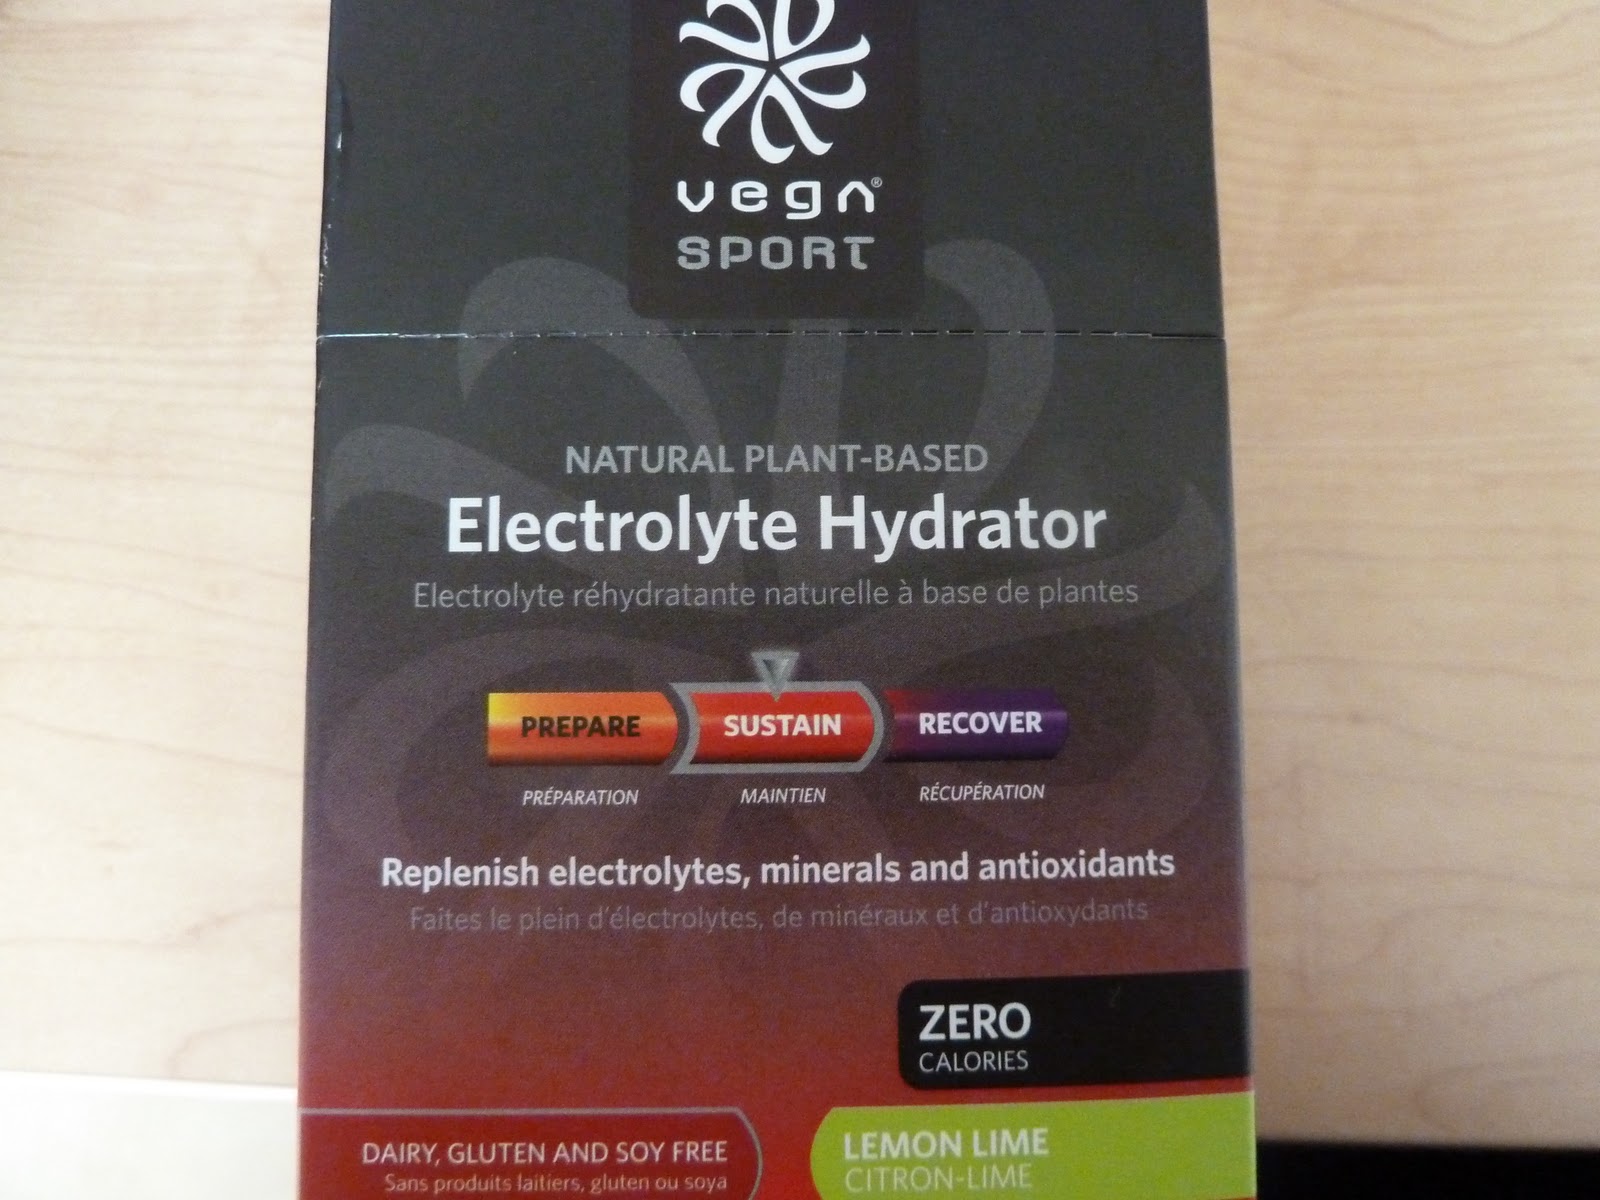 vega®
SPORT
NATURAL PLANT-BASED
Electrolyte Hydrator
Electrolyte réhydratante naturelle à base de plantes
PREPARE SUSTAIN RECOVER
PRÉPARATION MAINTIEN RÉCUPÉRATION
Replenish electrolytes, minerals and antioxidants
Faites le plein d'électrolytes, de minéraux et d'antioxydants
ZERO
CALORIES
DAIRY, GLUTEN AND SOY FREE
Sans produits laitiers, gluten ou soya
LEMON LIME
CITRON-LIME